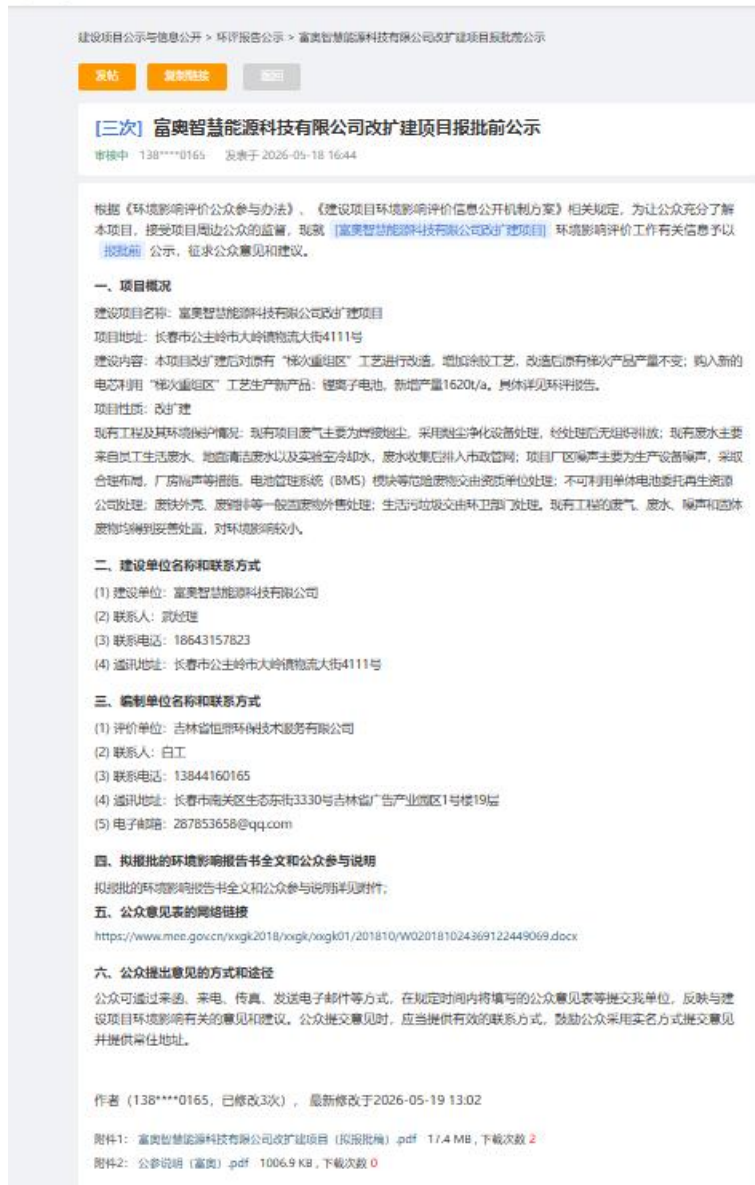 建设项目公示与信息公开 > 环评报告公示 > 富奥智慧能源科技有限公司改扩建项目报批前公示
发帖 复制链接 返回
[三次] 富奥智慧能源科技有限公司改扩建项目报批前公示
审核中 138****0165 发表于 2026-05-18 16:44
根据《环境影响评价公众参与办法》、《建设项目环境影响评价信息公开机制方案》相关规定，为让公众充分了解
本项目，接受项目周边公众的监督，现就 [富奥智慧能源科技有限公司改扩建项目] 环境影响评价工作有关信息予以
报批前 公示，征求公众意见和建议。
一、项目概况
建设项目名称：富奥智慧能源科技有限公司改扩建项目
项目地址：长春市公主岭市大岭镇物流大街4111号
建设内容：本项目改扩建后对原有“梯次重组区”工艺进行改造，增加涂胶工艺，改造后原有梯次产品产量不变；购入新的
电芯利用“梯次重组区”工艺生产新产品：锂离子电池，新增产量1620t/a。具体详见环评报告。
项目性质：改扩建
现有工程及其环境保护情况：现有项目废气主要为焊接烟尘，采用烟尘净化设备处理，经处理后无组织排放；现有废水主要
来自员工生活废水、地面清洁废水以及实验室冷却水，废水收集后排入市政管网；项目厂区噪声主要为生产设备噪声，采取
合理布局，厂房隔声等措施。电池管理系统（BMS）模块等危险废物交由资质单位处理；不可利用单体电池委托再生资源
公司处理；废铁外壳、废铜排等一般固废物外售处理；生活污垃圾交由环卫部门处理。现有工程的废气、废水、噪声和固体
废物均得到妥善处置，对环境影响较小。
二、建设单位名称和联系方式
(1) 建设单位：富奥智慧能源科技有限公司
(2) 联系人：武经理
(3) 联系电话：18643157823
(4) 通讯地址：长春市公主岭市大岭镇物流大街4111号
三、编制单位名称和联系方式
(1) 评价单位：吉林省恒帝环保技术服务有限公司
(2) 联系人：白工
(3) 联系电话：13844160165
(4) 通讯地址：长春市南关区生态东街3330号吉林省广告产业园区1号楼19层
(5) 电子邮箱：287853658@qq.com
四、拟报批的环境影响报告书全文和公众参与说明
拟报批的环境影响报告书全文和公众参与说明详见附件；
五、公众意见表的网络链接
https://www.mee.gov.cn/xxgk2018/xxgk/xxgk01/201810/W020181024369122449069.docx
六、公众提出意见的方式和途径
公众可通过来函、来电、传真、发送电子邮件等方式，在规定时间内将填写的公众意见表等提交我单位，反映与建
设项目环境影响有关的意见和建议。公众提交意见时，应当提供有效的联系方式，鼓励公众采用实名方式提交意见
并提供常住地址。
作者（138****0165，已修改3次），最新修改于2026-05-19 13:02
附件1：富奥智慧能源科技有限公司改扩建项目（拟报批稿）.pdf 17.4 MB，下载次数 2
附件2：公参说明（富奥）.pdf 1006.9 KB，下载次数 0